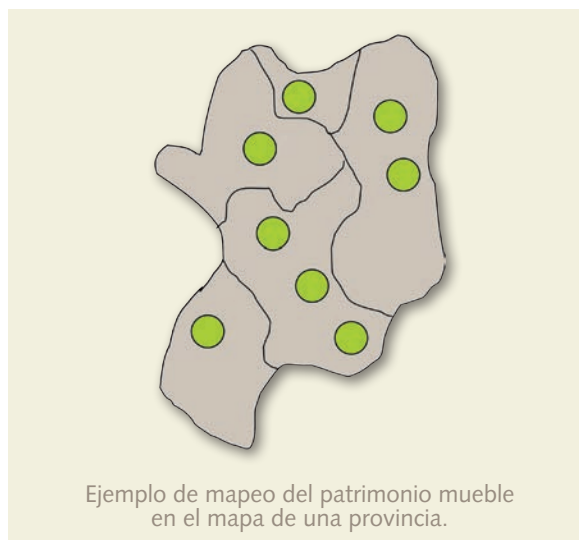 Ejemplo de mapeo del patrimonio mueble
en el mapa de una provincia.